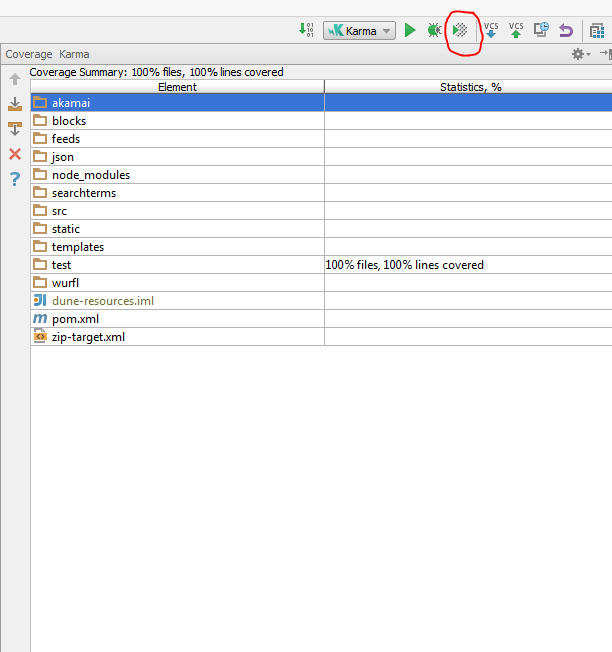 Karma
VCS VCS
Coverage Karma
Coverage Summary: 100% files, 100% lines covered
Element Statistics, %
akamai
blocks
feeds
json
node_modules
searchterms
src
static
templates
test 100% files, 100% lines covered
wurfl
dune-resources.iml
pom.xml
zip-target.xml